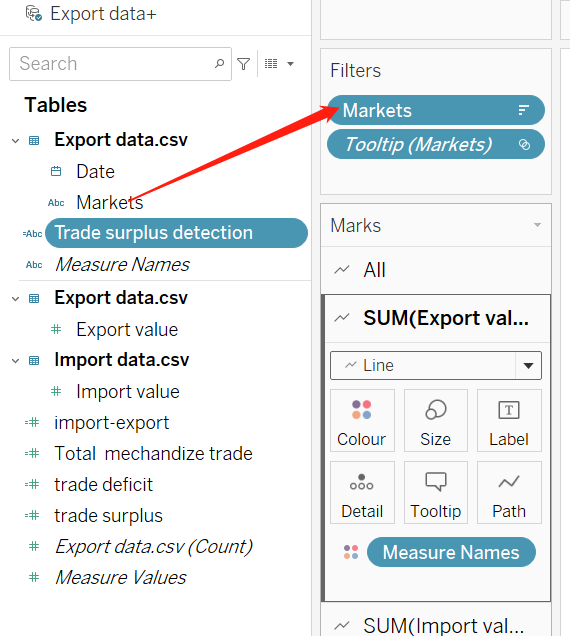 Export data+
Search
Tables
Export data.csv
Date
Abc Markets
=Abc Trade surplus detection
Abc Measure Names
Export data.csv
# Export value
Import data.csv
# Import value
=# import-export
=# Total mechandize trade
=# trade deficit
=# trade surplus
# Export data.csv (Count)
# Measure Values
Filters
Markets
Tooltip (Markets)
Marks
All
SUM(Export val...
Line
Colour
Size
T
Label
Detail
Tooltip
Path
Measure Names
SUM(Import val...